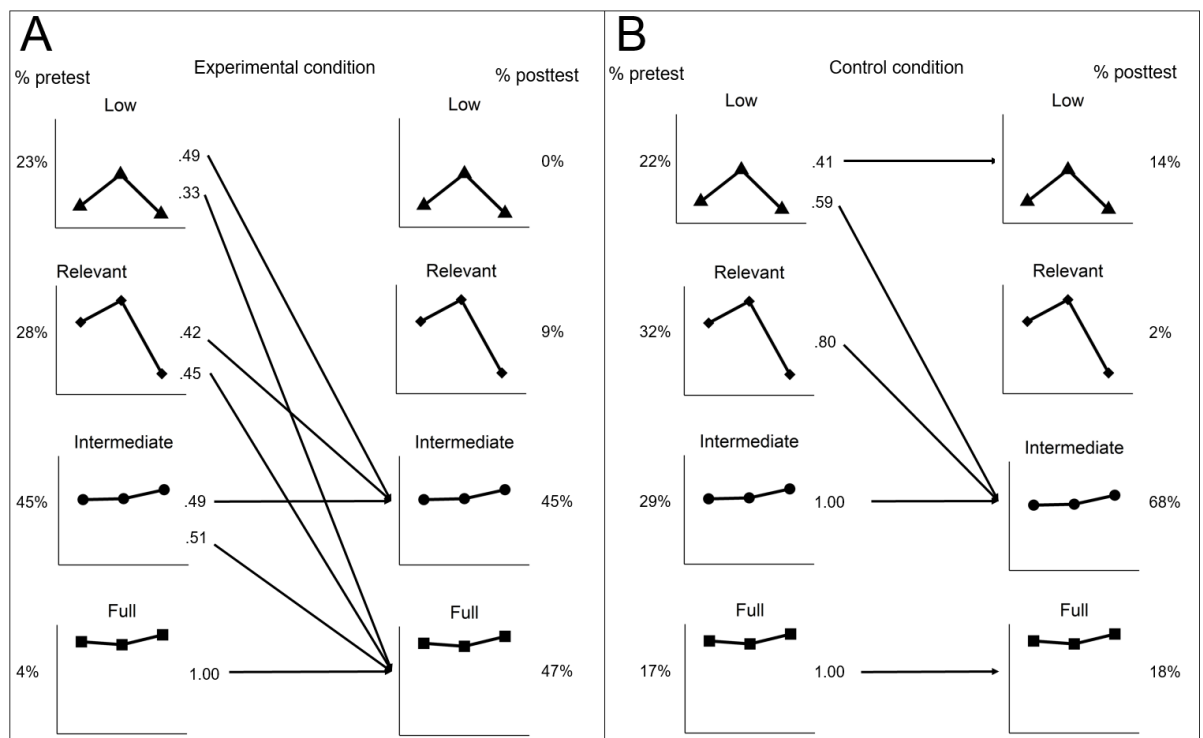 A
Experimental condition
% pretest
% posttest
Low
Low
23%
.49
.33
0%
Relevant
Relevant
28%
.42
.45
9%
Intermediate
Intermediate
45%
.49
.51
45%
Full
Full
4%
1.00
47%
B
Control condition
% pretest
% posttest
Low
Low
22%
.41
.59
14%
Relevant
Relevant
32%
.80
2%
Intermediate
Intermediate
29%
1.00
68%
Full
Full
17%
1.00
18%